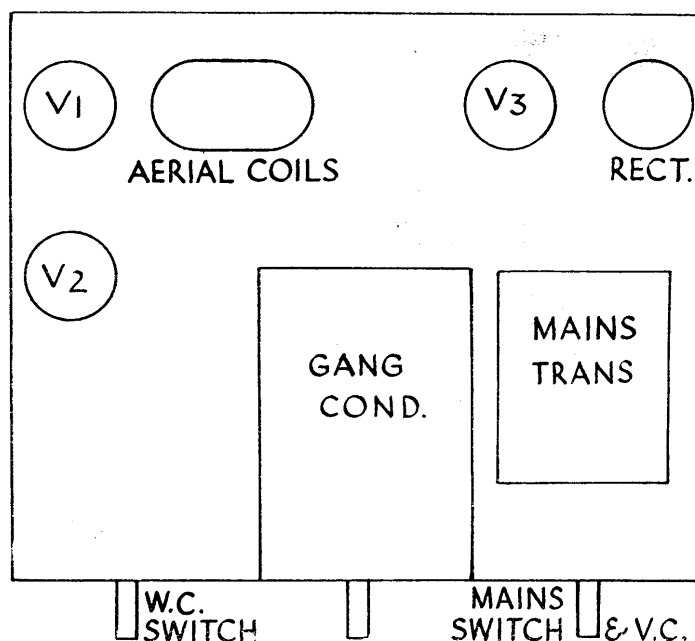 V1
V3
AERIAL COILS
RECT.
V2
GANG
COND.
MAINS
TRANS
W.C.
SWITCH
MAINS
SWITCH
& V.C.